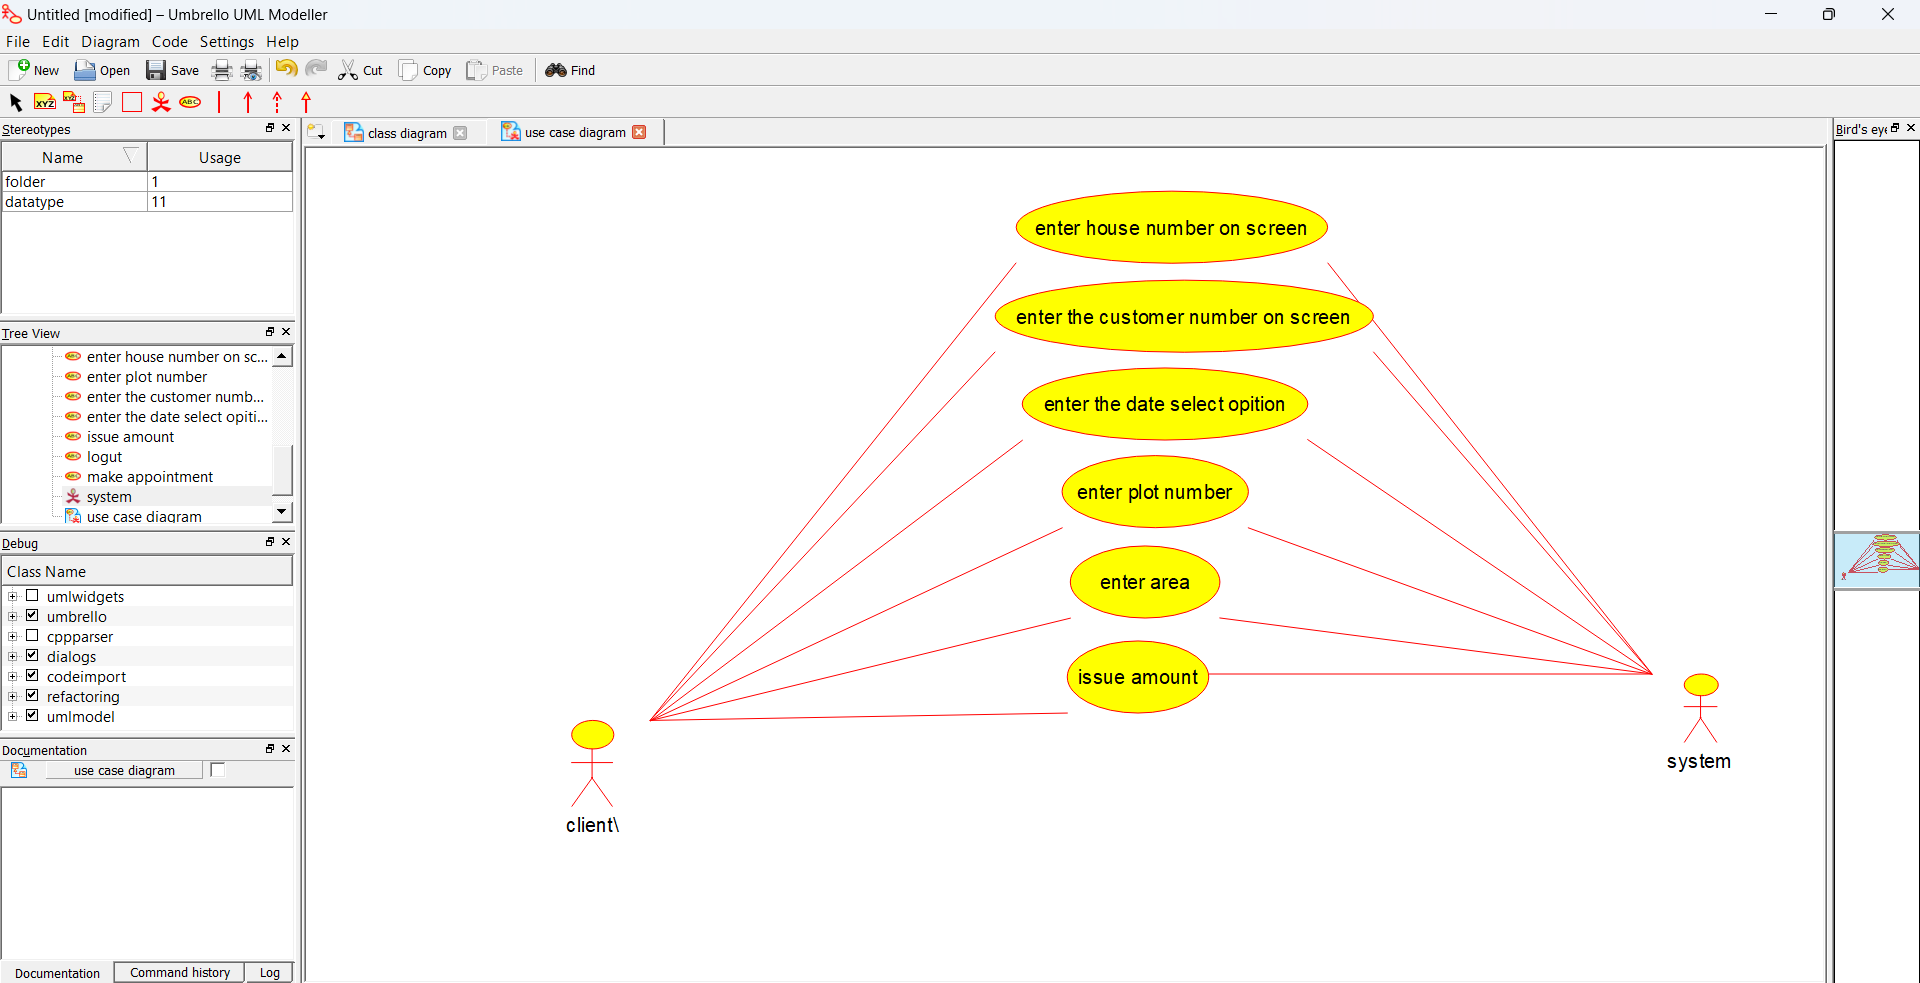 Untitled [modified] – Umbrello UML Modeller
File Edit Diagram Code Settings Help
New Open Save Cut Copy Paste Find
XYZ XYZ ABC
Stereotypes
Name Usage
folder 1
datatype 11
Tree View
enter house number on sc...
enter plot number
enter the customer numb...
enter the date select opiti...
issue amount
logut
make appointment
system
use case diagram
Debug
Class Name
umlwidgets
umbrello
cppparser
dialogs
codeimport
refactoring
umlmodel
Documentation
use case diagram
Documentation Command history Log
class diagram use case diagram
enter house number on screen
enter the customer number on screen
enter the date select opition
enter plot number
enter area
issue amount
client\
system
Bird's eye